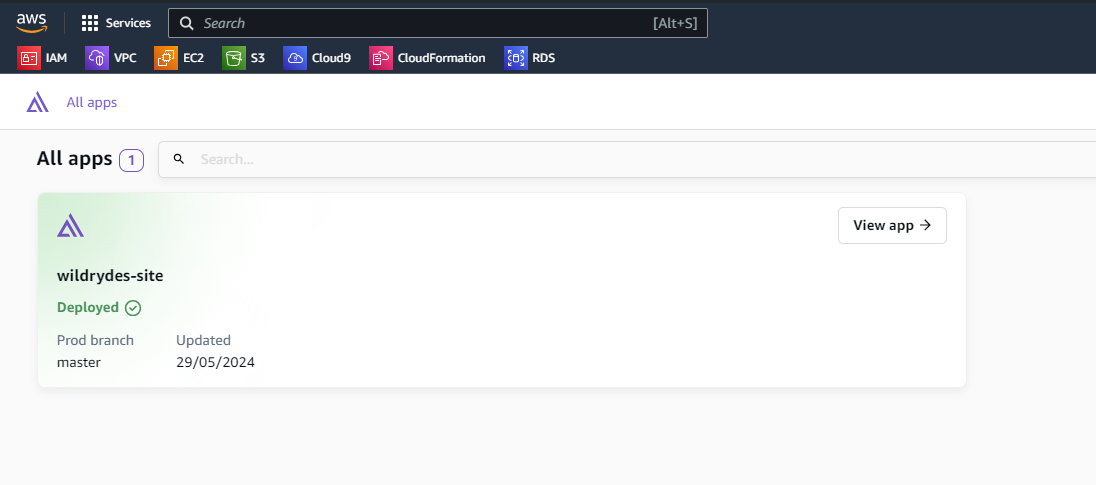 aws Services Search [Alt+S]
IAM VPC EC2 S3 Cloud9 CloudFormation RDS
All apps
All apps 1 Search...
View app →
wildrydes-site
Deployed
Prod branch Updated
master 29/05/2024